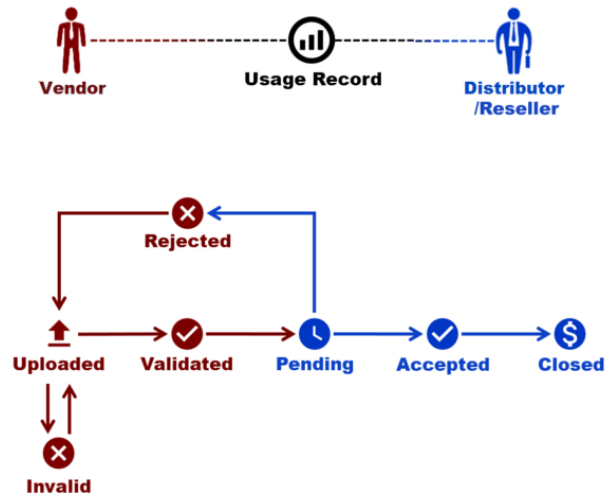 Vendor
Usage Record
Distributor
/Reseller
Rejected
Uploaded
Validated
Pending
Accepted
Closed
Invalid